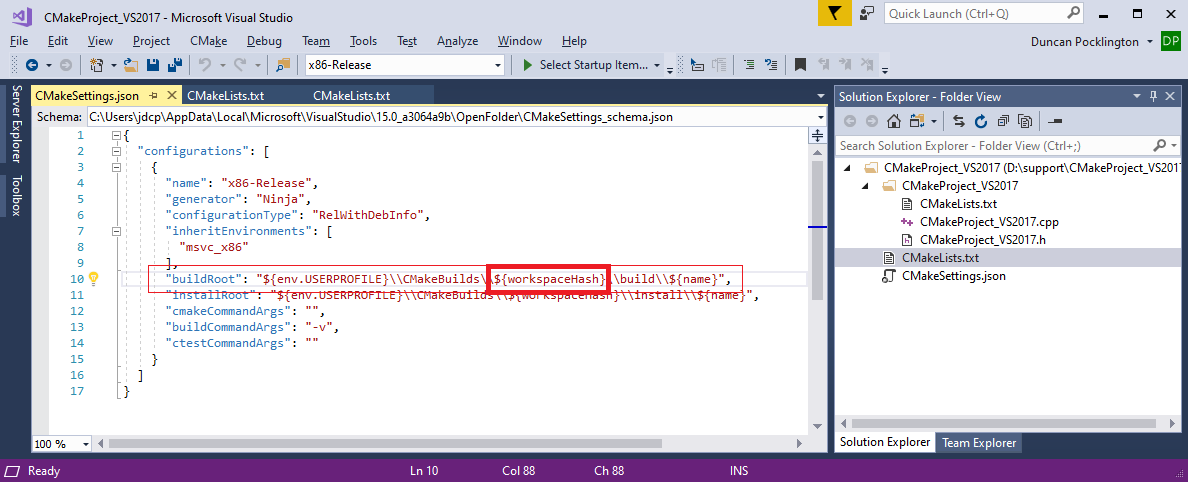 CMakeProject_VS2017 - Microsoft Visual Studio
Quick Launch (Ctrl+Q)
File Edit View Project CMake Debug Team Tools Test Analyze Window Help
Duncan Pocklington DP
x86-Release Select Startup Item...
Server Explorer
Toolbox
CMakeSettings.json CMakeLists.txt CMakeLists.txt
Schema: C:\Users\jdcp\AppData\Local\Microsoft\VisualStudio\15.0_a3064a9b\OpenFolder\CMakeSettings_schema.json
1 {
2 "configurations": [
3 {
4 "name": "x86-Release",
5 "generator": "Ninja",
6 "configurationType": "RelWithDebInfo",
7 "inheritEnvironments": [
8 "msvc_x86"
9 ],
10 "buildRoot": "${env.USERPROFILE}\\CMakeBuilds\\${workspaceHash}\\build\\${name}",
11 "installRoot": "${env.USERPROFILE}\\CMakeBuilds\\${workspaceHash}\\install\\${name}",
12 "cmakeCommandArgs": "",
13 "buildCommandArgs": "-v",
14 "ctestCommandArgs": ""
15 }
16 ]
17 }
100 %
Solution Explorer - Folder View
Search Solution Explorer - Folder View (Ctrl+;)
CMakeProject_VS2017 (D:\support\CMakeProject_VS2017
CMakeProject_VS2017
CMakeLists.txt
CMakeProject_VS2017.cpp
CMakeProject_VS2017.h
CMakeLists.txt
CMakeSettings.json
Solution Explorer Team Explorer
Ready Ln 10 Col 88 Ch 88 INS